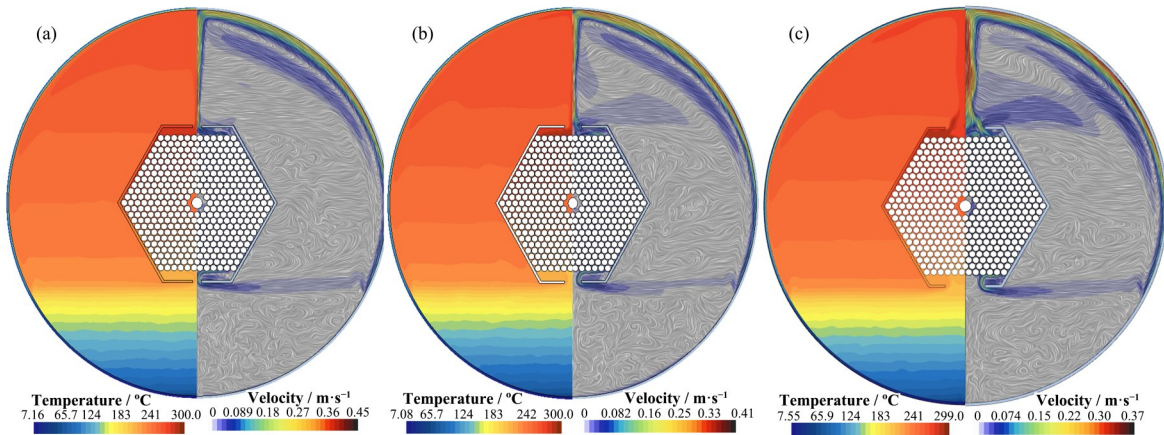 (a)
(b)
(c)
Temperature / ºC
7.16 65.7 124 183 241 300.0
Velocity / m·s⁻¹
0 0.089 0.18 0.27 0.36 0.45
Temperature / ºC
7.08 65.7 124 183 241 300.0
Velocity / m·s⁻¹
0 0.082 0.16 0.25 0.33 0.41
Temperature / ºC
7.55 65.9 124 183 241 299.0
Velocity / m·s⁻¹
0 0.074 0.15 0.22 0.30 0.37